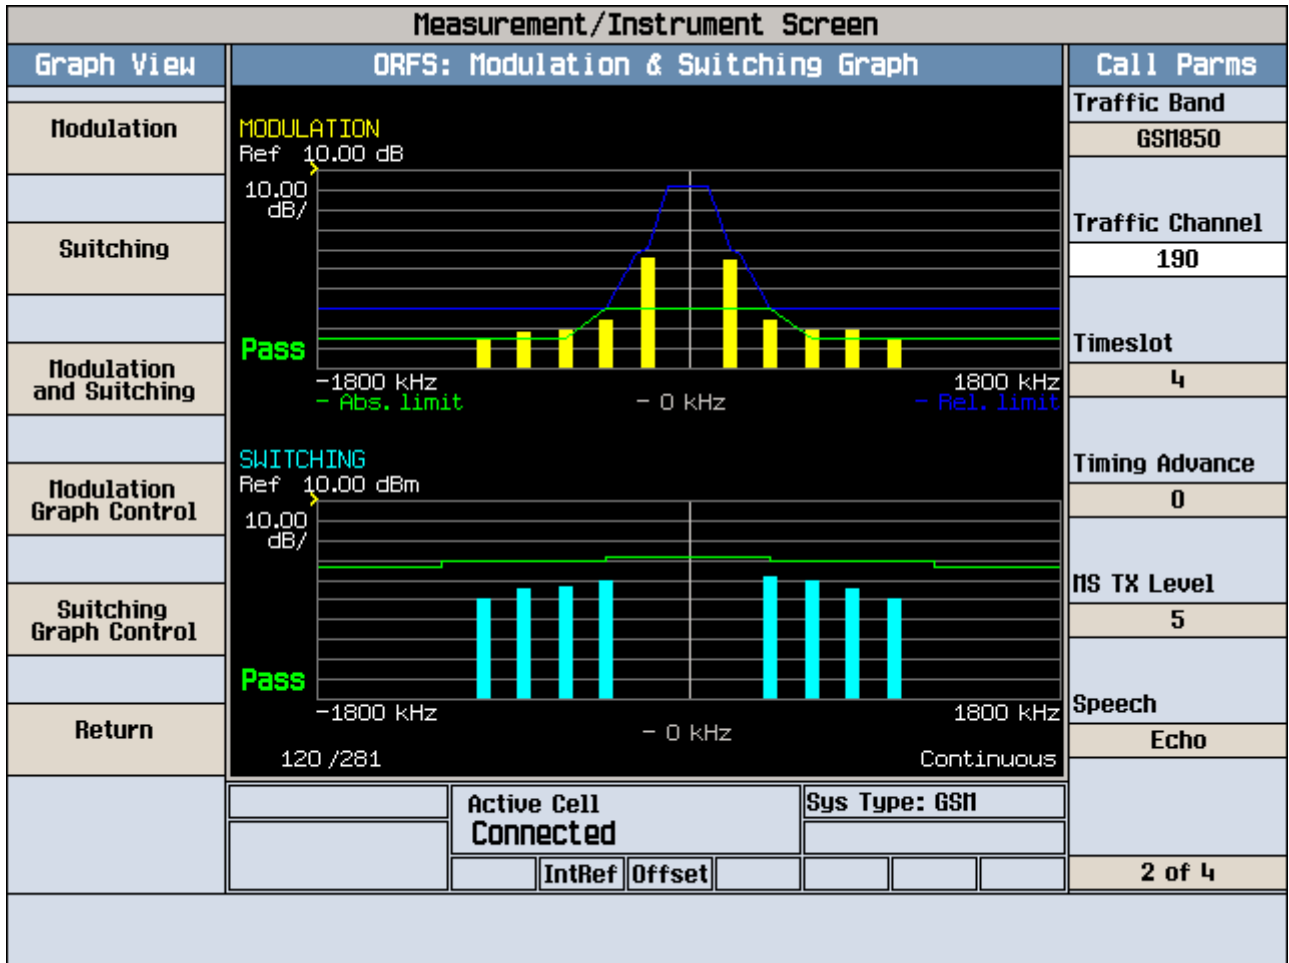 Measurement/Instrument Screen
Graph View
Modulation
Switching
Modulation
and Switching
Modulation
Graph Control
Switching
Graph Control
Return
ORFS: Modulation & Switching Graph
MODULATION
Ref 10.00 dB
10.00
dB/
Pass
-1800 kHz
1800 kHz
- Abs. limit
- 0 kHz
- Rel. limit
SWITCHING
Ref 10.00 dBm
10.00
dB/
Pass
-1800 kHz
1800 kHz
- 0 kHz
120 /281
Continuous
Active Cell
Connected
Sys Type: GSM
IntRef
Offset
Call Parms
Traffic Band
GSM850
Traffic Channel
190
Timeslot
4
Timing Advance
0
MS TX Level
5
Speech
Echo
2 of 4